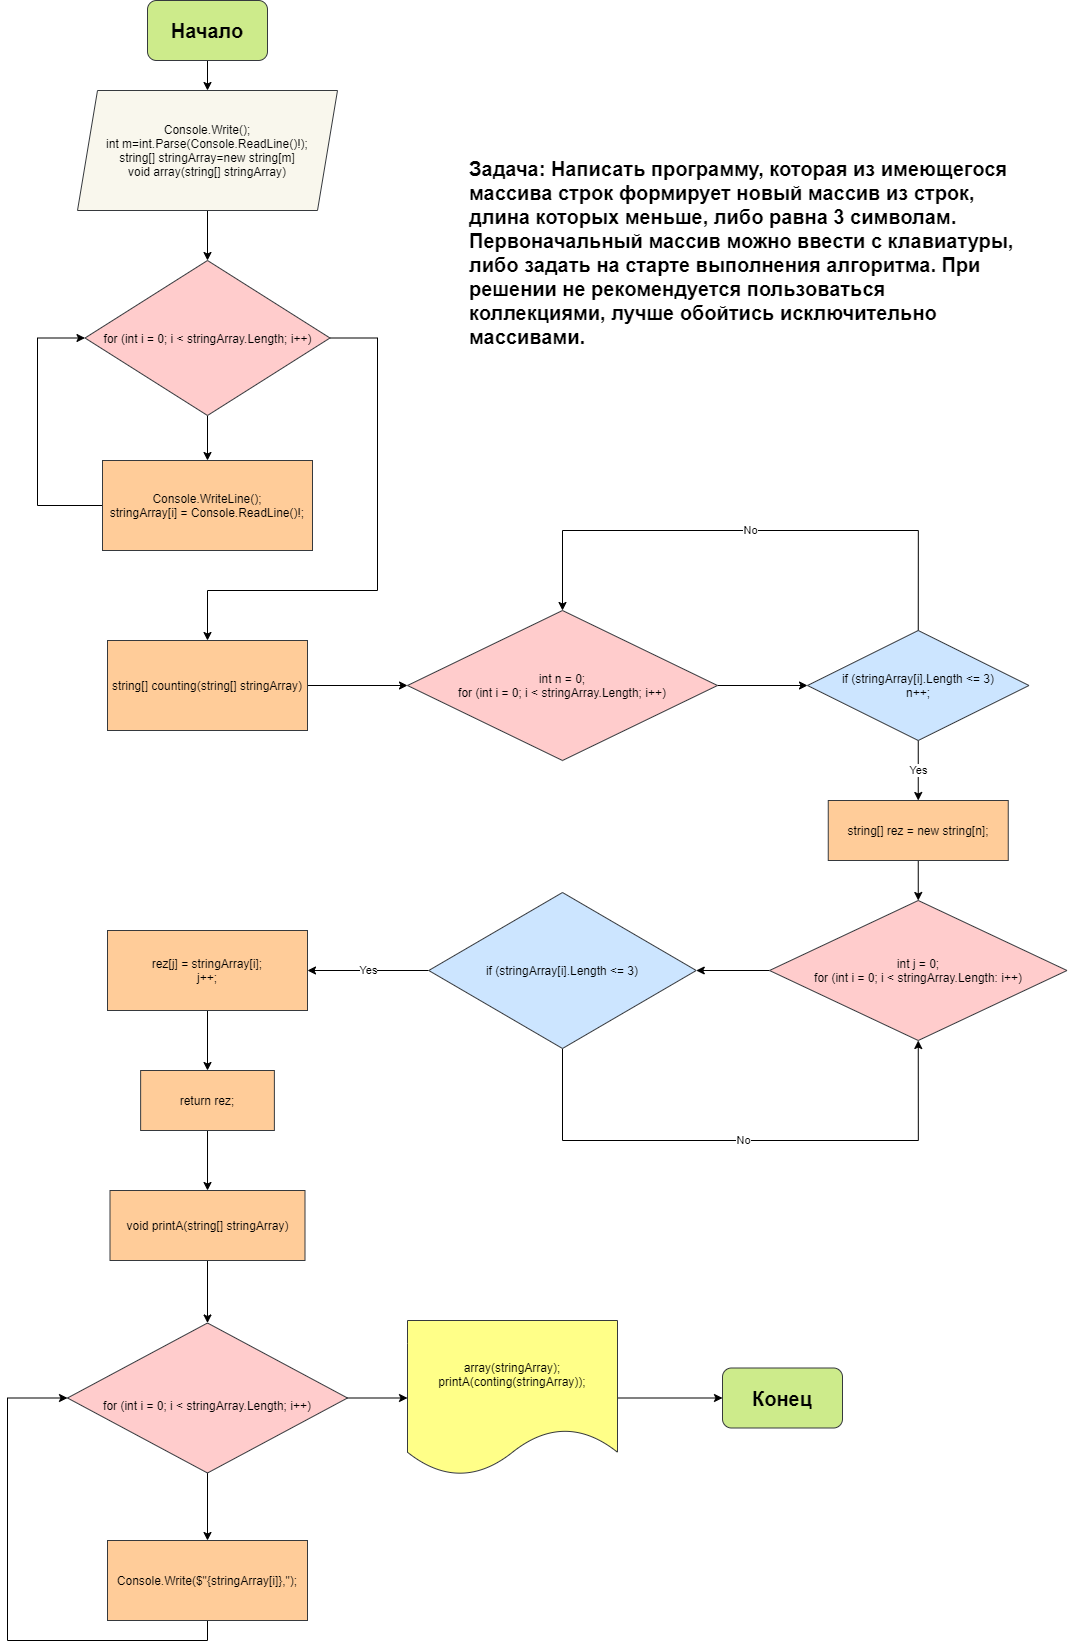 Начало
Console.Write();
int m=int.Parse(Console.ReadLine()!);
string[] stringArray=new string[m]
void array(string[] stringArray)
Задача: Написать программу, которая из имеющегося
массива строк формирует новый массив из строк,
длина которых меньше, либо равна 3 символам.
Первоначальный массив можно ввести с клавиатуры,
либо задать на старте выполнения алгоритма. При
решении не рекомендуется пользоваться
коллекциями, лучше обойтись исключительно
массивами.
for (int i = 0; i < stringArray.Length; i++)
Console.WriteLine();
stringArray[i] = Console.ReadLine()!;
string[] counting(string[] stringArray)
int n = 0;
for (int i = 0; i < stringArray.Length; i++)
No
if (stringArray[i].Length <= 3)
n++;
Yes
string[] rez = new string[n];
int j = 0;
for (int i = 0; i < stringArray.Length: i++)
if (stringArray[i].Length <= 3)
No
Yes
rez[j] = stringArray[i];
j++;
return rez;
void printA(string[] stringArray)
for (int i = 0; i < stringArray.Length; i++)
Console.Write($"{stringArray[i]},");
array(stringArray);
printA(conting(stringArray));
Конец